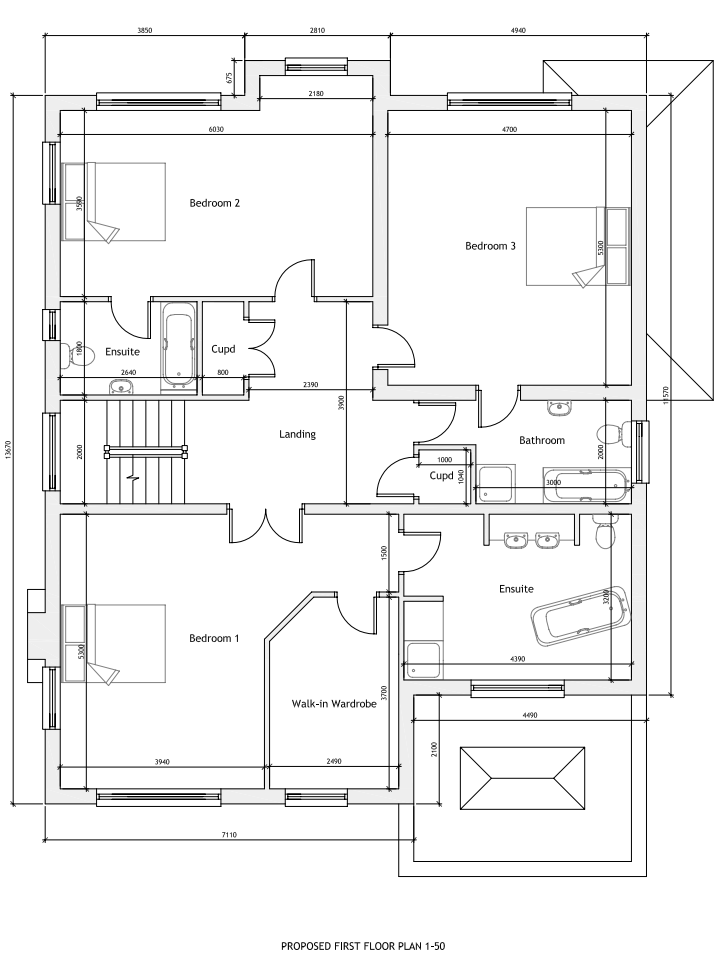 3850
2810
4940
675
2180
6030
4700
3590
Bedroom 2
Bedroom 3
5300
1800
Ensuite
Cupd
2640
800
2390
3900
11570
13670
2000
Landing
Bathroom
2000
1000
Cupd
1040
3000
1500
Ensuite
3200
5300
Bedroom 1
4390
3700
Walk-in Wardrobe
4490
2100
3940
2490
7110
PROPOSED FIRST FLOOR PLAN 1-50